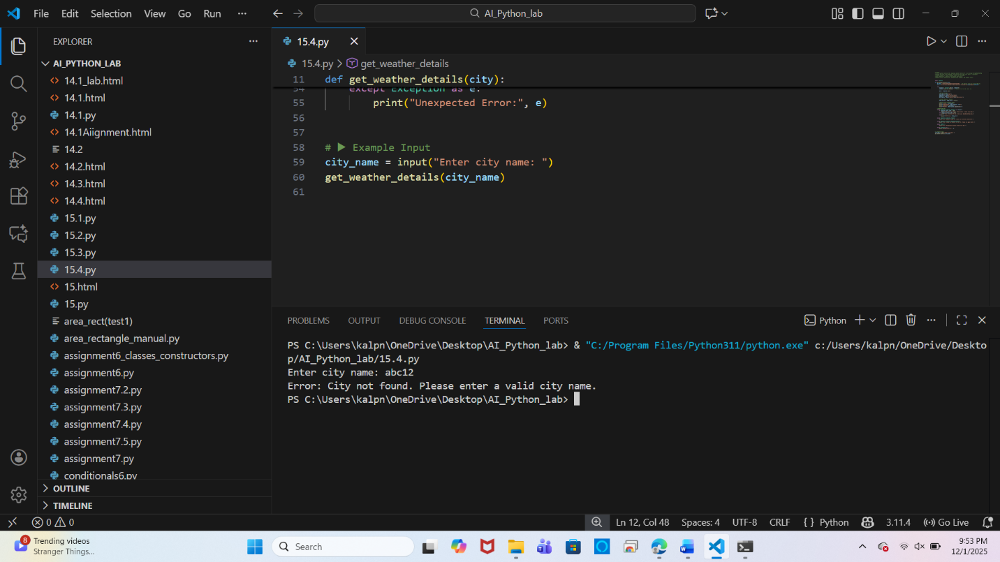 File Edit Selection View Go Run ···
AI_Python_lab
EXPLORER
15.4.py
AI_PYTHON_LAB
14.1_lab.html
14.1.html
14.1.py
14.1Aiignment.html
14.2
14.2.html
14.3.html
14.4.html
15.1.py
15.2.py
15.3.py
15.4.py
15.html
15.py
area_rect(test1)
area_rectangle_manual.py
assignment6_classes_constructors.py
assignment6.py
assignment7.2.py
assignment7.3.py
assignment7.4.py
assignment7.5.py
assignment7.py
conditionals6.py
OUTLINE
TIMELINE
15.4.py > get_weather_details
11 def get_weather_details(city):
54 except Exception as e:
55 print("Unexpected Error:", e)
56
57
58 # ▶ Example Input
59 city_name = input("Enter city name: ")
60 get_weather_details(city_name)
61
PROBLEMS OUTPUT DEBUG CONSOLE TERMINAL PORTS
Python
PS C:\Users\kalpn\OneDrive\Desktop\AI_Python_lab> & "C:/Program Files/Python311/python.exe" c:/Users/kalpn/OneDrive/Deskto
p/AI_Python_lab/15.4.py
Enter city name: abc12
Error: City not found. Please enter a valid city name.
PS C:\Users\kalpn\OneDrive\Desktop\AI_Python_lab>
0 0
Ln 12, Col 48 Spaces: 4 UTF-8 CRLF {} Python 3.11.4 Go Live
8
Trending videos
Stranger Things...
Search
9:53 PM
12/1/2025